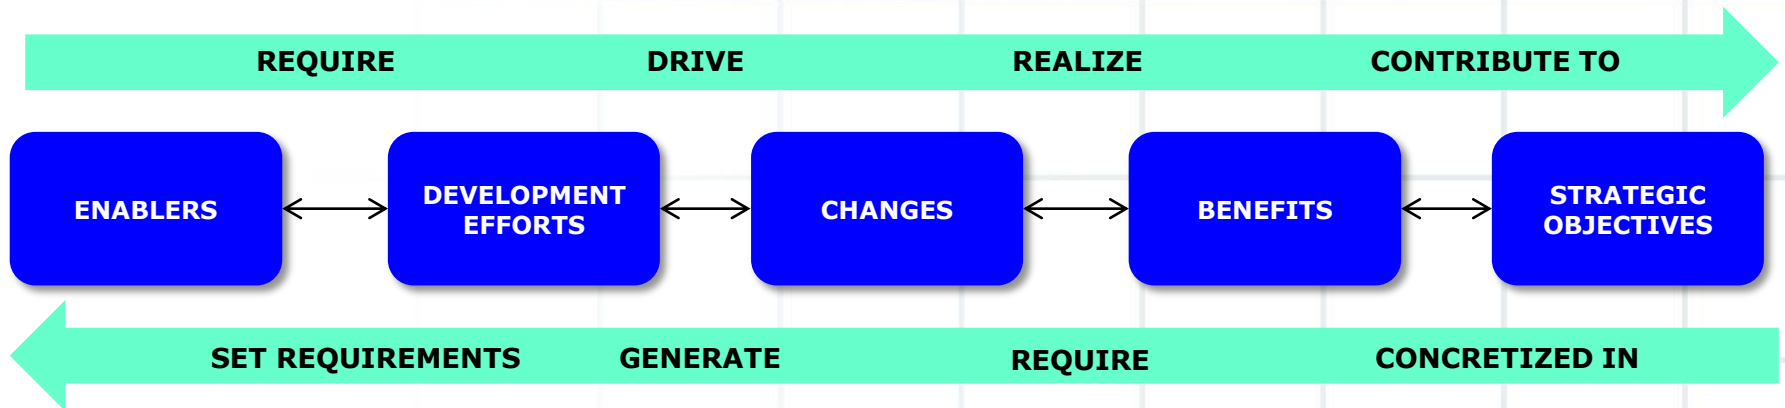 REQUIRE DRIVE REALIZE CONTRIBUTE TO
ENABLERS
DEVELOPMENT
EFFORTS
CHANGES
BENEFITS
STRATEGIC
OBJECTIVES
SET REQUIREMENTS GENERATE REQUIRE CONCRETIZED IN